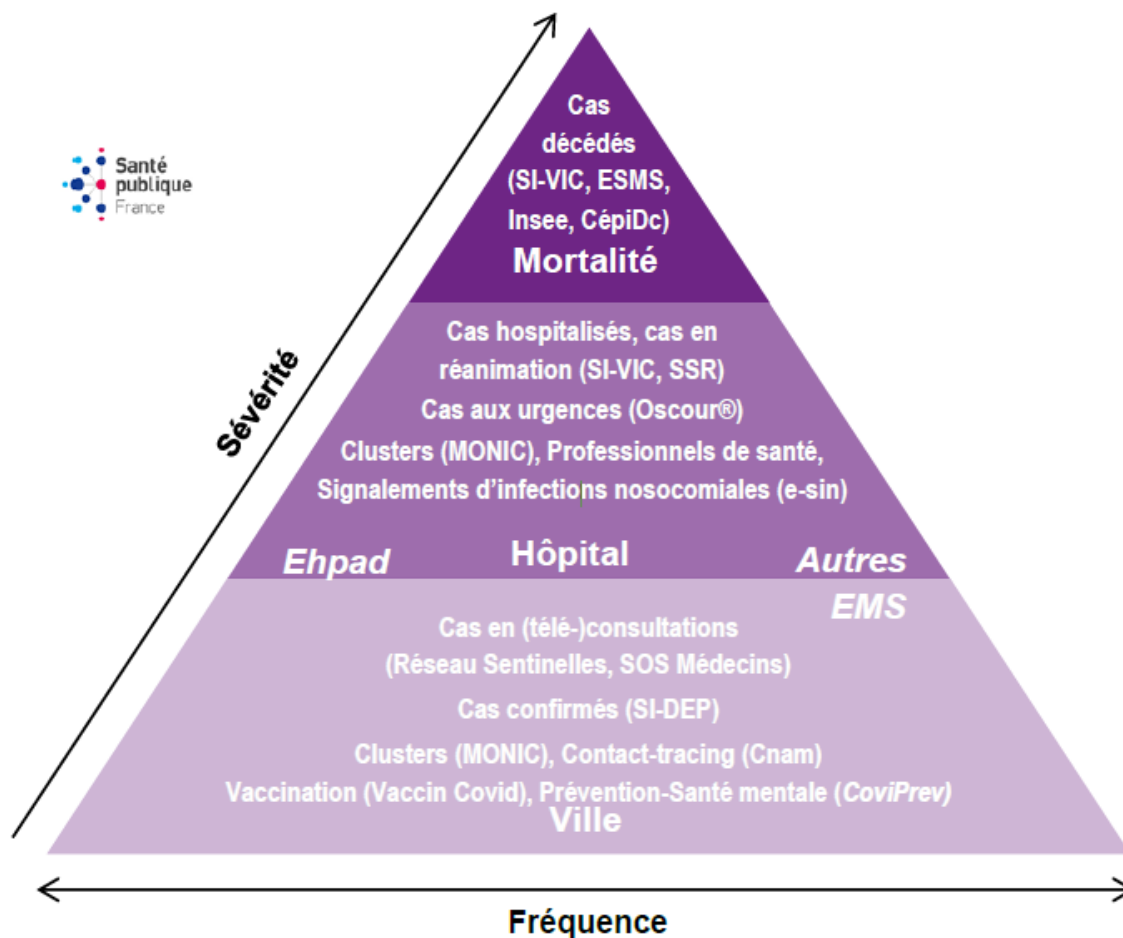 Santé
publique
France
Sévérité
Cas
décédés
(SI-VIC, ESMS,
Insee, CépiDc)
Mortalité
Cas hospitalisés, cas en
réanimation (SI-VIC, SSR)
Cas aux urgences (Oscour®)
Clusters (MONIC), Professionnels de santé,
Signalements d'infections nosocomiales (e-sin)
Ehpad Hôpital Autres
EMS
Cas en (télé-)consultations
(Réseau Sentinelles, SOS Médecins)
Cas confirmés (SI-DEP)
Clusters (MONIC), Contact-tracing (Cnam)
Vaccination (Vaccin Covid), Prévention-Santé mentale (CoviPrev)
Ville
Fréquence